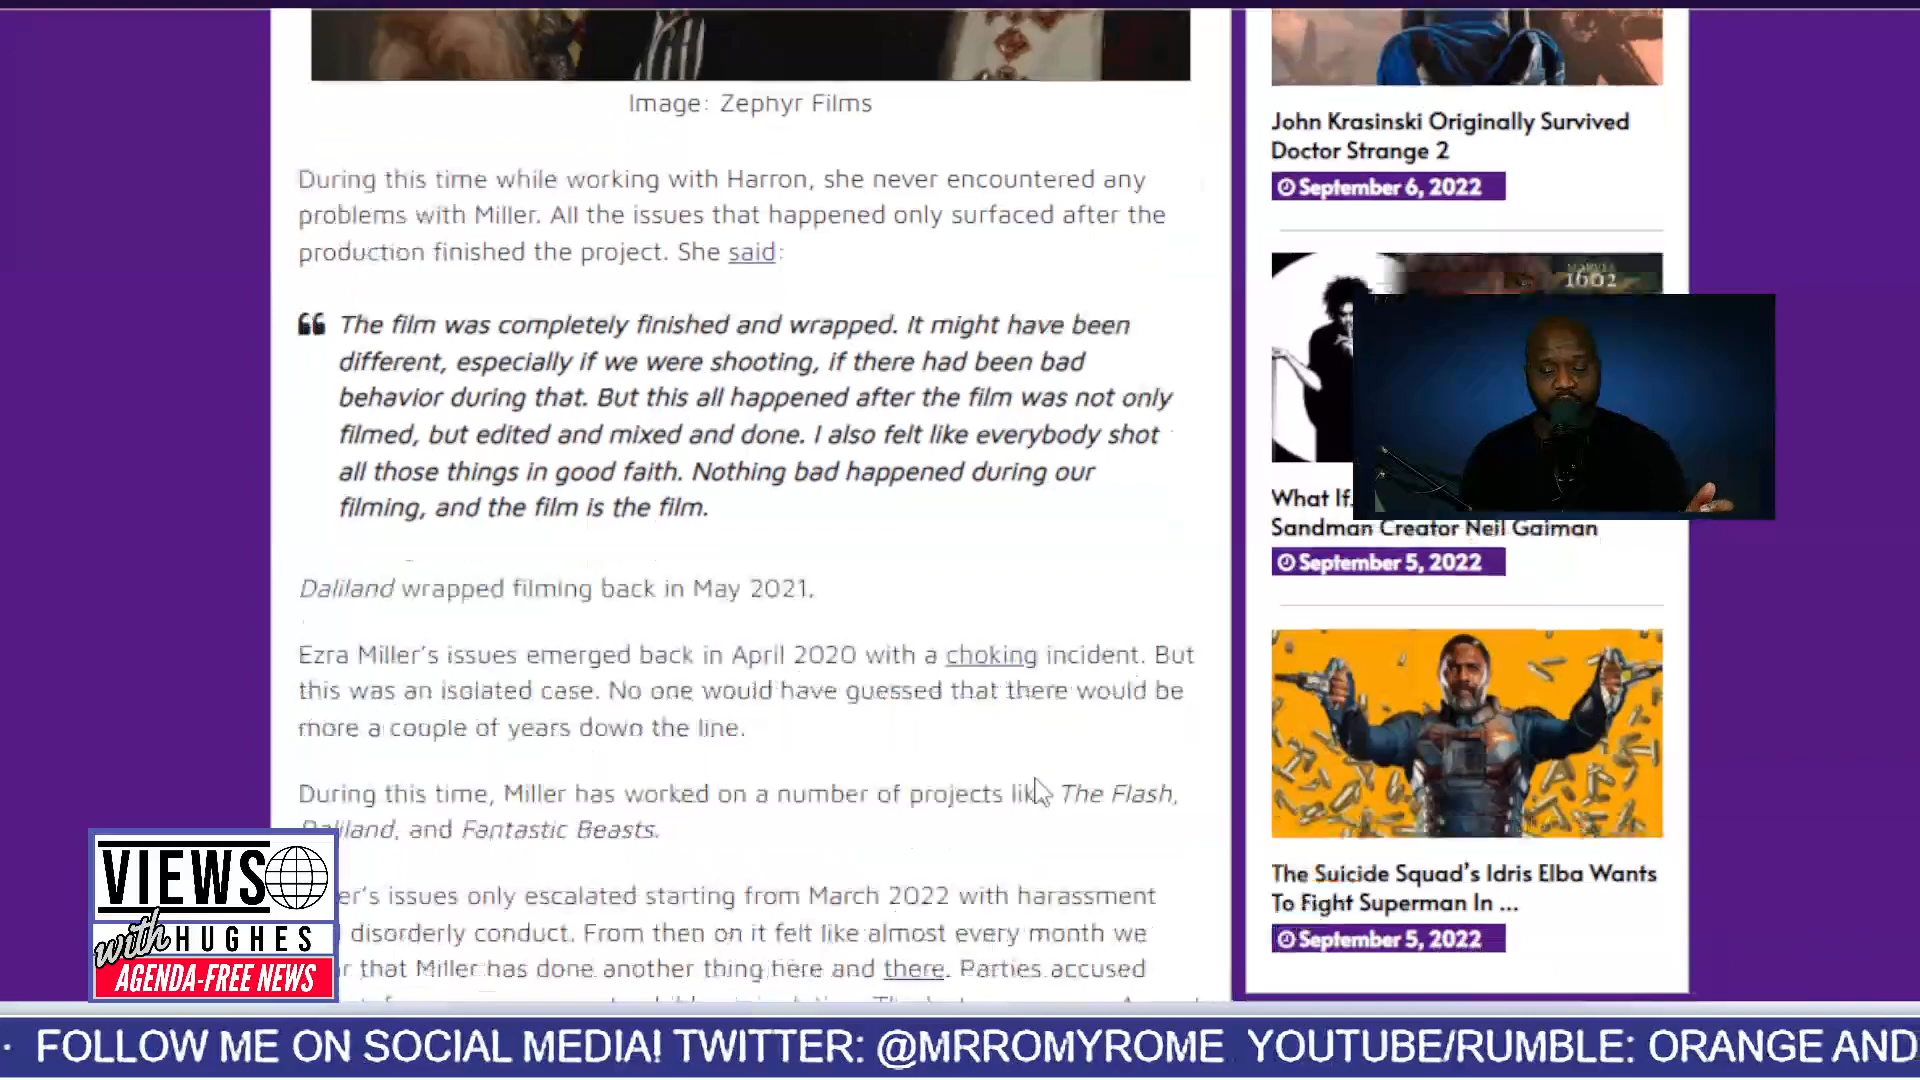 Image: Zephyr Films
During this time while working with Harron, she never encountered any
problems with Miller. All the issues that happened only surfaced after the
production finished the project. She said:
The film was completely finished and wrapped. It might have been
different, especially if we were shooting, if there had been bad
behavior during that. But this all happened after the film was not only
filmed, but edited and mixed and done. I also felt like everybody shot
all those things in good faith. Nothing bad happened during our
filming, and the film is the film.
Daliland wrapped filming back in May 2021.
Ezra Miller's issues emerged back in April 2020 with a choking incident. But
this was an isolated case. No one would have guessed that there would be
more a couple of years down the line.
During this time, Miller has worked on a number of projects like The Flash,
Daliland, and Fantastic Beasts.
er's issues only escalated starting from March 2022 with harassment
disorderly conduct. From then on it felt like almost every month we
r that Miller has done another thing here and there. Parties accused
John Krasinski Originally Survived
Doctor Strange 2
September 6, 2022
MARVEL
1602
What If
Sandman Creator Neil Gaiman
September 5, 2022
The Suicide Squad's Idris Elba Wants
To Fight Superman In ...
September 5, 2022
VIEWS
with HUGHES
AGENDA-FREE NEWS
· FOLLOW ME ON SOCIAL MEDIA! TWITTER: @MRROMYROME YOUTUBE/RUMBLE: ORANGE AND